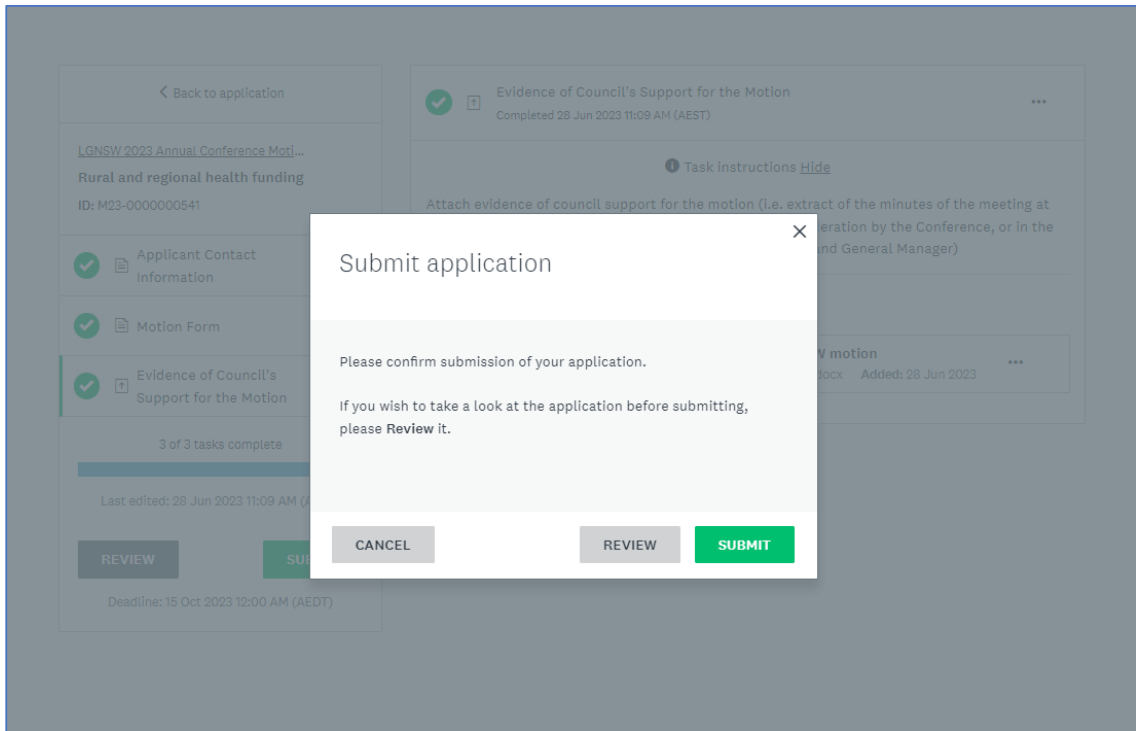 Back to application
LGNSW 2023 Annual Conference Moti...
Rural and regional health funding
ID: M23-0000000541
Applicant Contact
Information
Motion Form
Evidence of Council's
Support for the Motion
3 of 3 tasks complete
Last edited: 28 Jun 2023 11:09 AM (
REVIEW
SU
Deadline: 15 Oct 2023 12:00 AM (AEDT)
Evidence of Council's Support for the Motion
...
Completed 28 Jun 2023 11:09 AM (AEST)
Task instructions Hide
Attach evidence of council support for the motion (i.e. extract of the minutes of the meeting at
eration by the Conference, or in the
nd General Manager)
motion
...
docx Added: 28 Jun 2023
Submit application
Please confirm submission of your application.
If you wish to take a look at the application before submitting,
please Review it.
CANCEL
REVIEW
SUBMIT